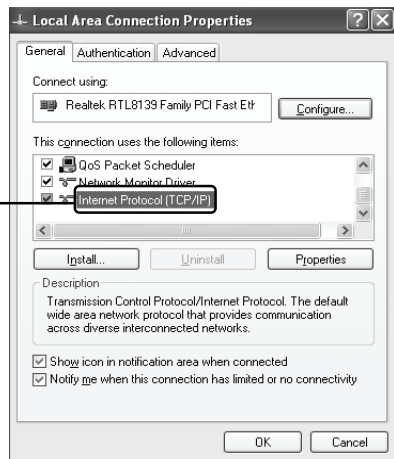 Local Area Connection Properties
General Authentication Advanced
Connect using:
Realtek RTL8139 Family PCI Fast Eth
Configure...
This connection uses the following items:
QoS Packet Scheduler
Network Monitor Driver
Internet Protocol (TCP/IP)
Install... Uninstall Properties
Description
Transmission Control Protocol/Internet Protocol. The default
wide area network protocol that provides communication
across diverse interconnected networks.
Show icon in notification area when connected
Notify me when this connection has limited or no connectivity
OK Cancel